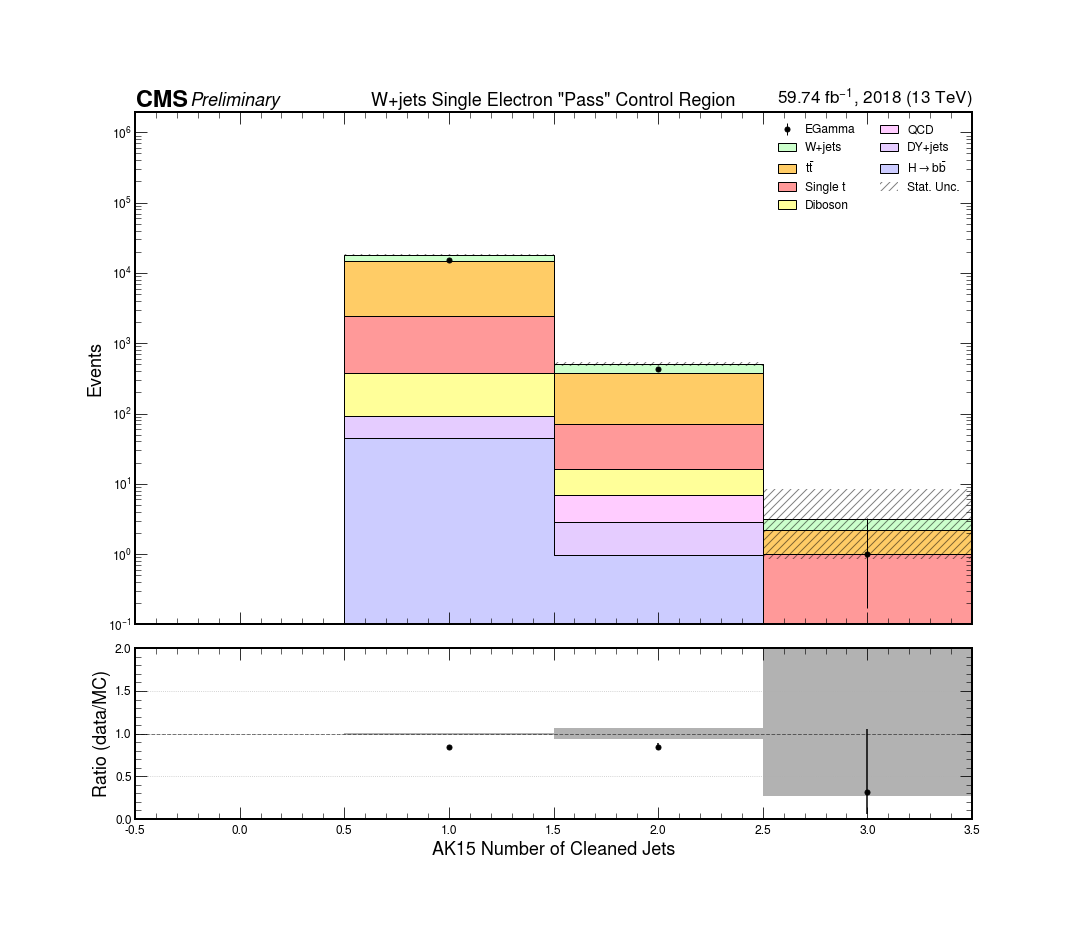 CMS Preliminary W+jets Single Electron "Pass" Control Region 59.74 fb⁻¹, 2018 (13 TeV)
EGamma QCD
W+jets DY+jets
tt̄ H→bb̄
Single t Stat. Unc.
Diboson
10⁶
10⁵
10⁴
10³
10²
10¹
10⁰
10⁻¹
Events
2.0
1.5
1.0
0.5
0.0
Ratio (data/MC)
-0.5 0.0 0.5 1.0 1.5 2.0 2.5 3.0 3.5
AK15 Number of Cleaned Jets